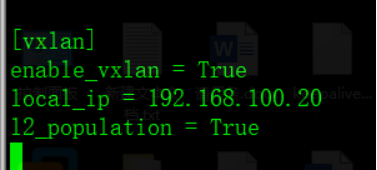 [vxlan]
enable_vxlan = True
local_ip = 192.168.100.20
l2_population = True